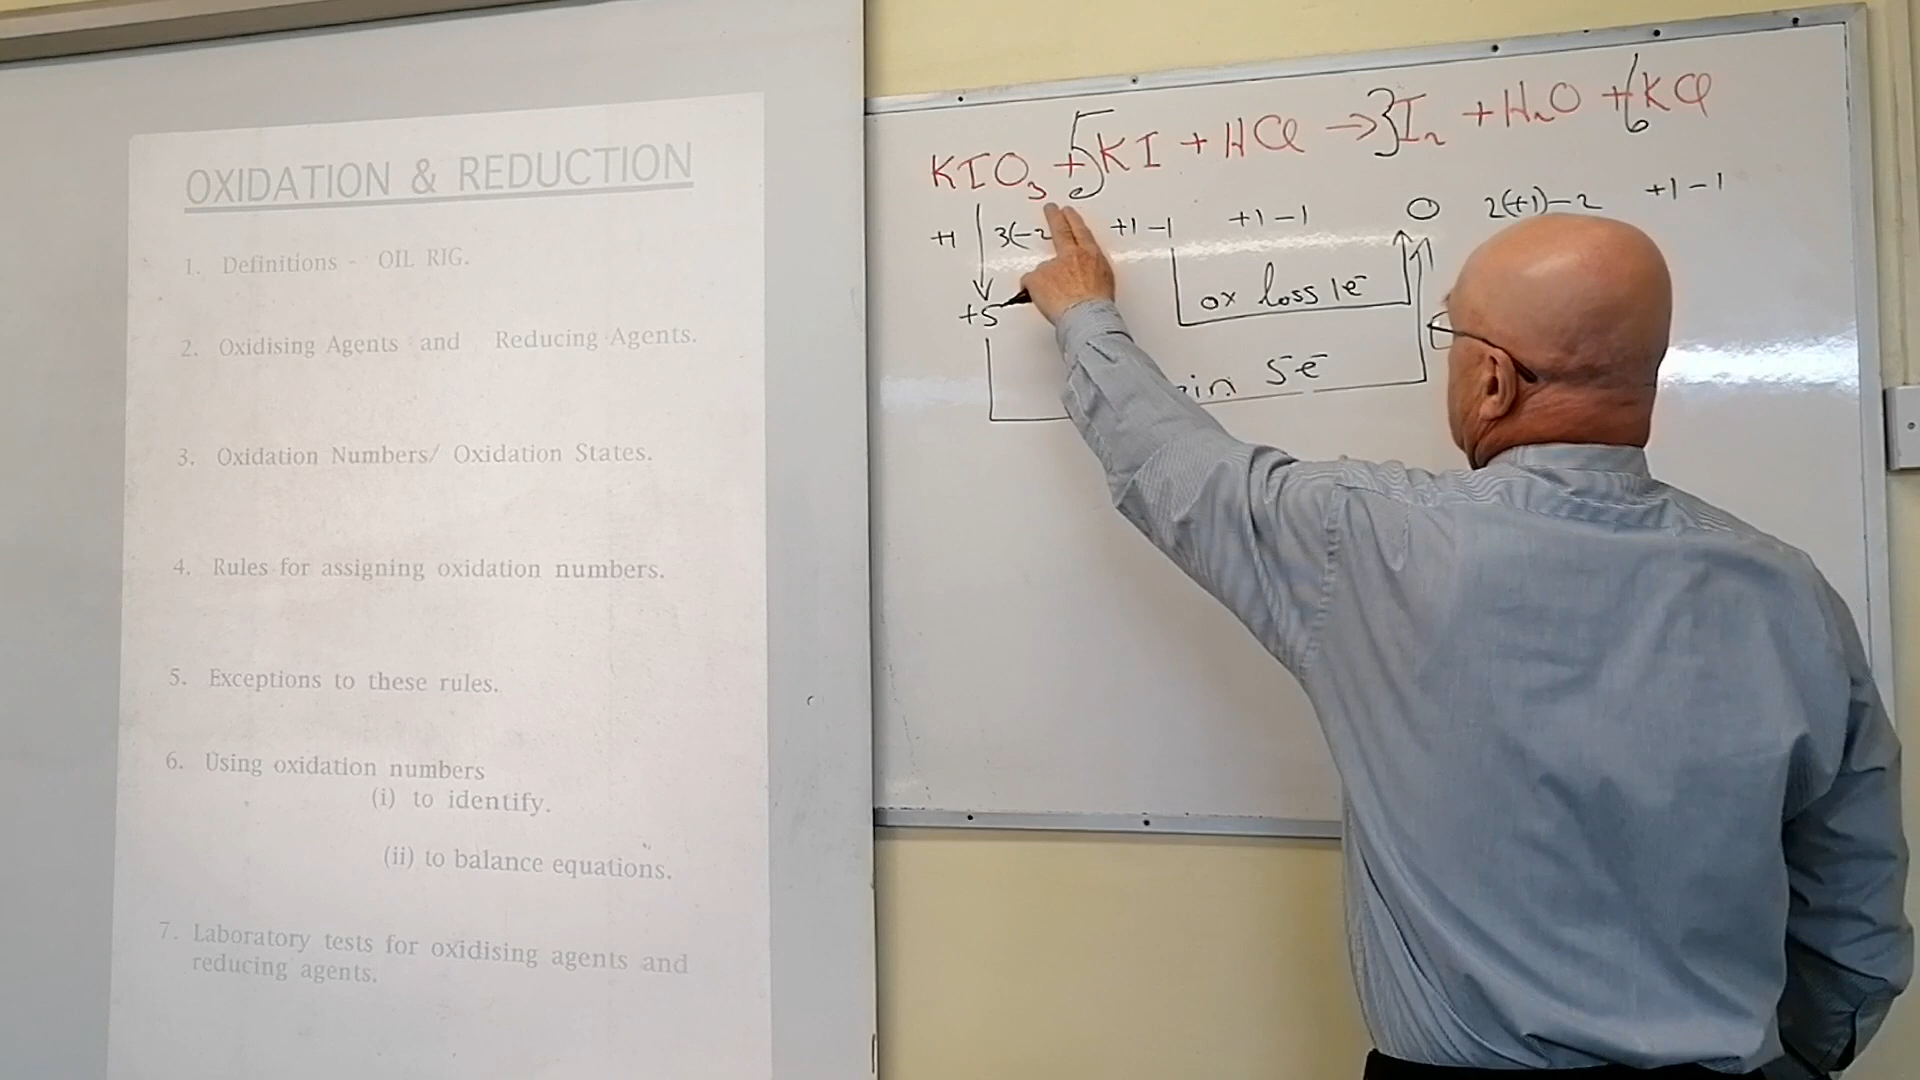 OXIDATION & REDUCTION
1. Definitions - OIL RIG.
2. Oxidising Agents and Reducing Agents.
3. Oxidation Numbers/ Oxidation States.
4. Rules for assigning oxidation numbers.
5. Exceptions to these rules.
6. Using oxidation numbers
(i) to identify.
(ii) to balance equations.
7. Laboratory tests for oxidising agents and
reducing agents.
KIO₃ + 5KI + HCl → 3I₂ + H₂O + 6KCl
+1 3(-2 +1 -1 +1 -1 0 2(+1) -2 +1 -1
+5
ox loss 1e⁻
5e⁻